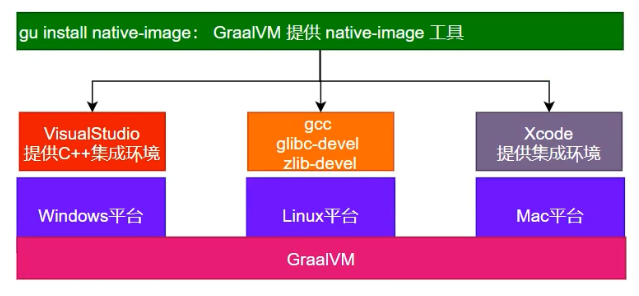 gu install native-image： GraalVM 提供 native-image 工具
VisualStudio
提供C++集成环境
gcc
glibc-devel
zlib-devel
Xcode
提供集成环境
Windows平台
Linux平台
Mac平台
GraalVM